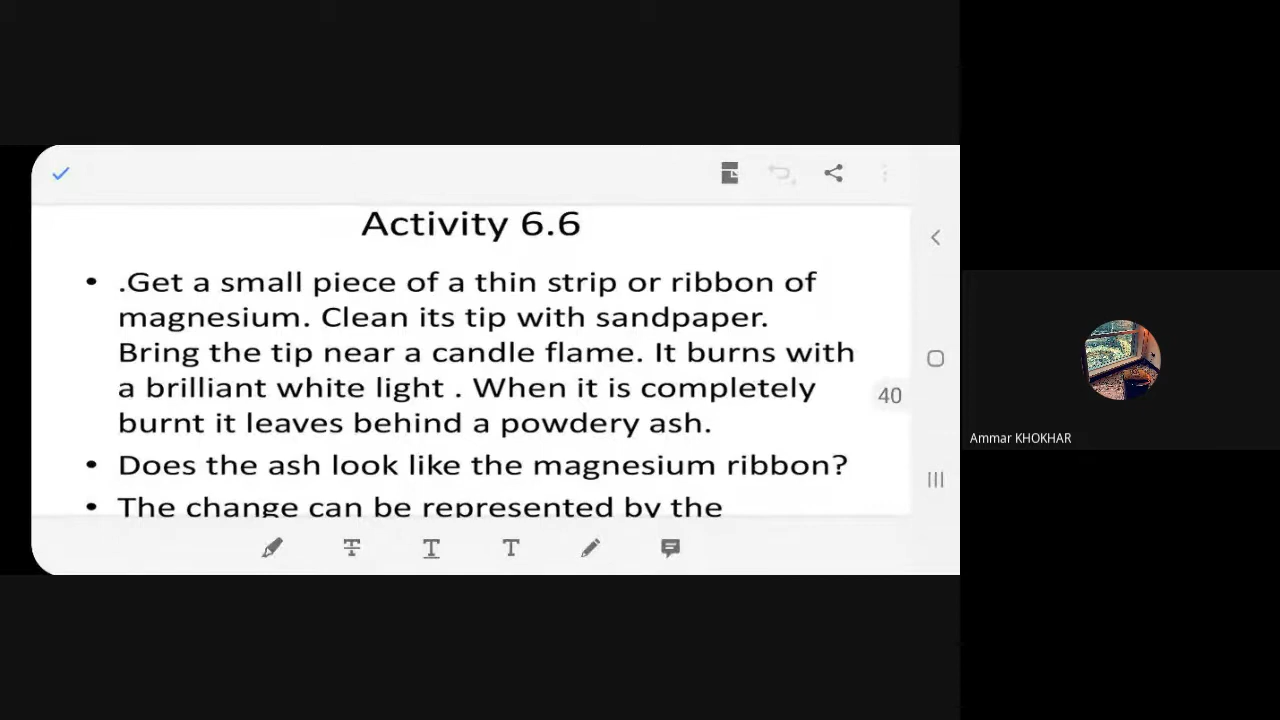 Activity 6.6
• .Get a small piece of a thin strip or ribbon of
magnesium. Clean its tip with sandpaper.
Bring the tip near a candle flame. It burns with
a brilliant white light . When it is completely
burnt it leaves behind a powdery ash.
• Does the ash look like the magnesium ribbon?
• The change can be represented by the
40
Ammar KHOKHAR